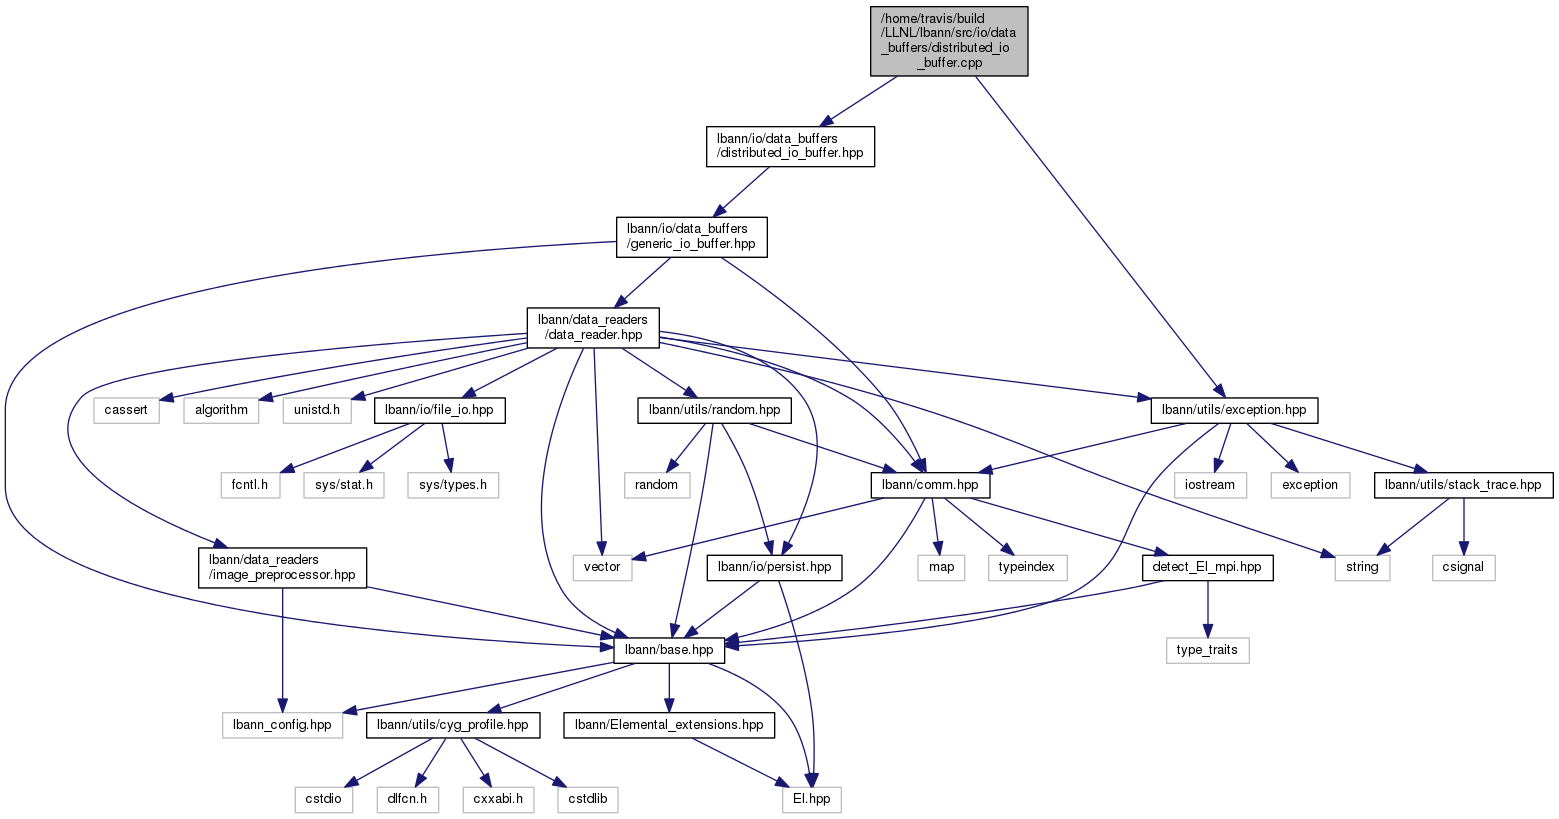 /home/travis/build
/LLNL/lbann/src/io/data
_buffers/distributed_io
_buffer.cpp
lbann/io/data_buffers
/distributed_io_buffer.hpp
lbann/io/data_buffers
/generic_io_buffer.hpp
lbann/data_readers
/data_reader.hpp
cassert
algorithm
unistd.h
lbann/io/file_io.hpp
lbann/utils/random.hpp
lbann/utils/exception.hpp
fcntl.h
sys/stat.h
sys/types.h
random
lbann/comm.hpp
iostream
exception
lbann/utils/stack_trace.hpp
lbann/data_readers
/image_preprocessor.hpp
vector
lbann/io/persist.hpp
map
typeindex
detect_El_mpi.hpp
string
csignal
lbann/base.hpp
type_traits
lbann_config.hpp
lbann/utils/cyg_profile.hpp
lbann/Elemental_extensions.hpp
cstdio
dlfcn.h
cxxabi.h
cstdlib
El.hpp